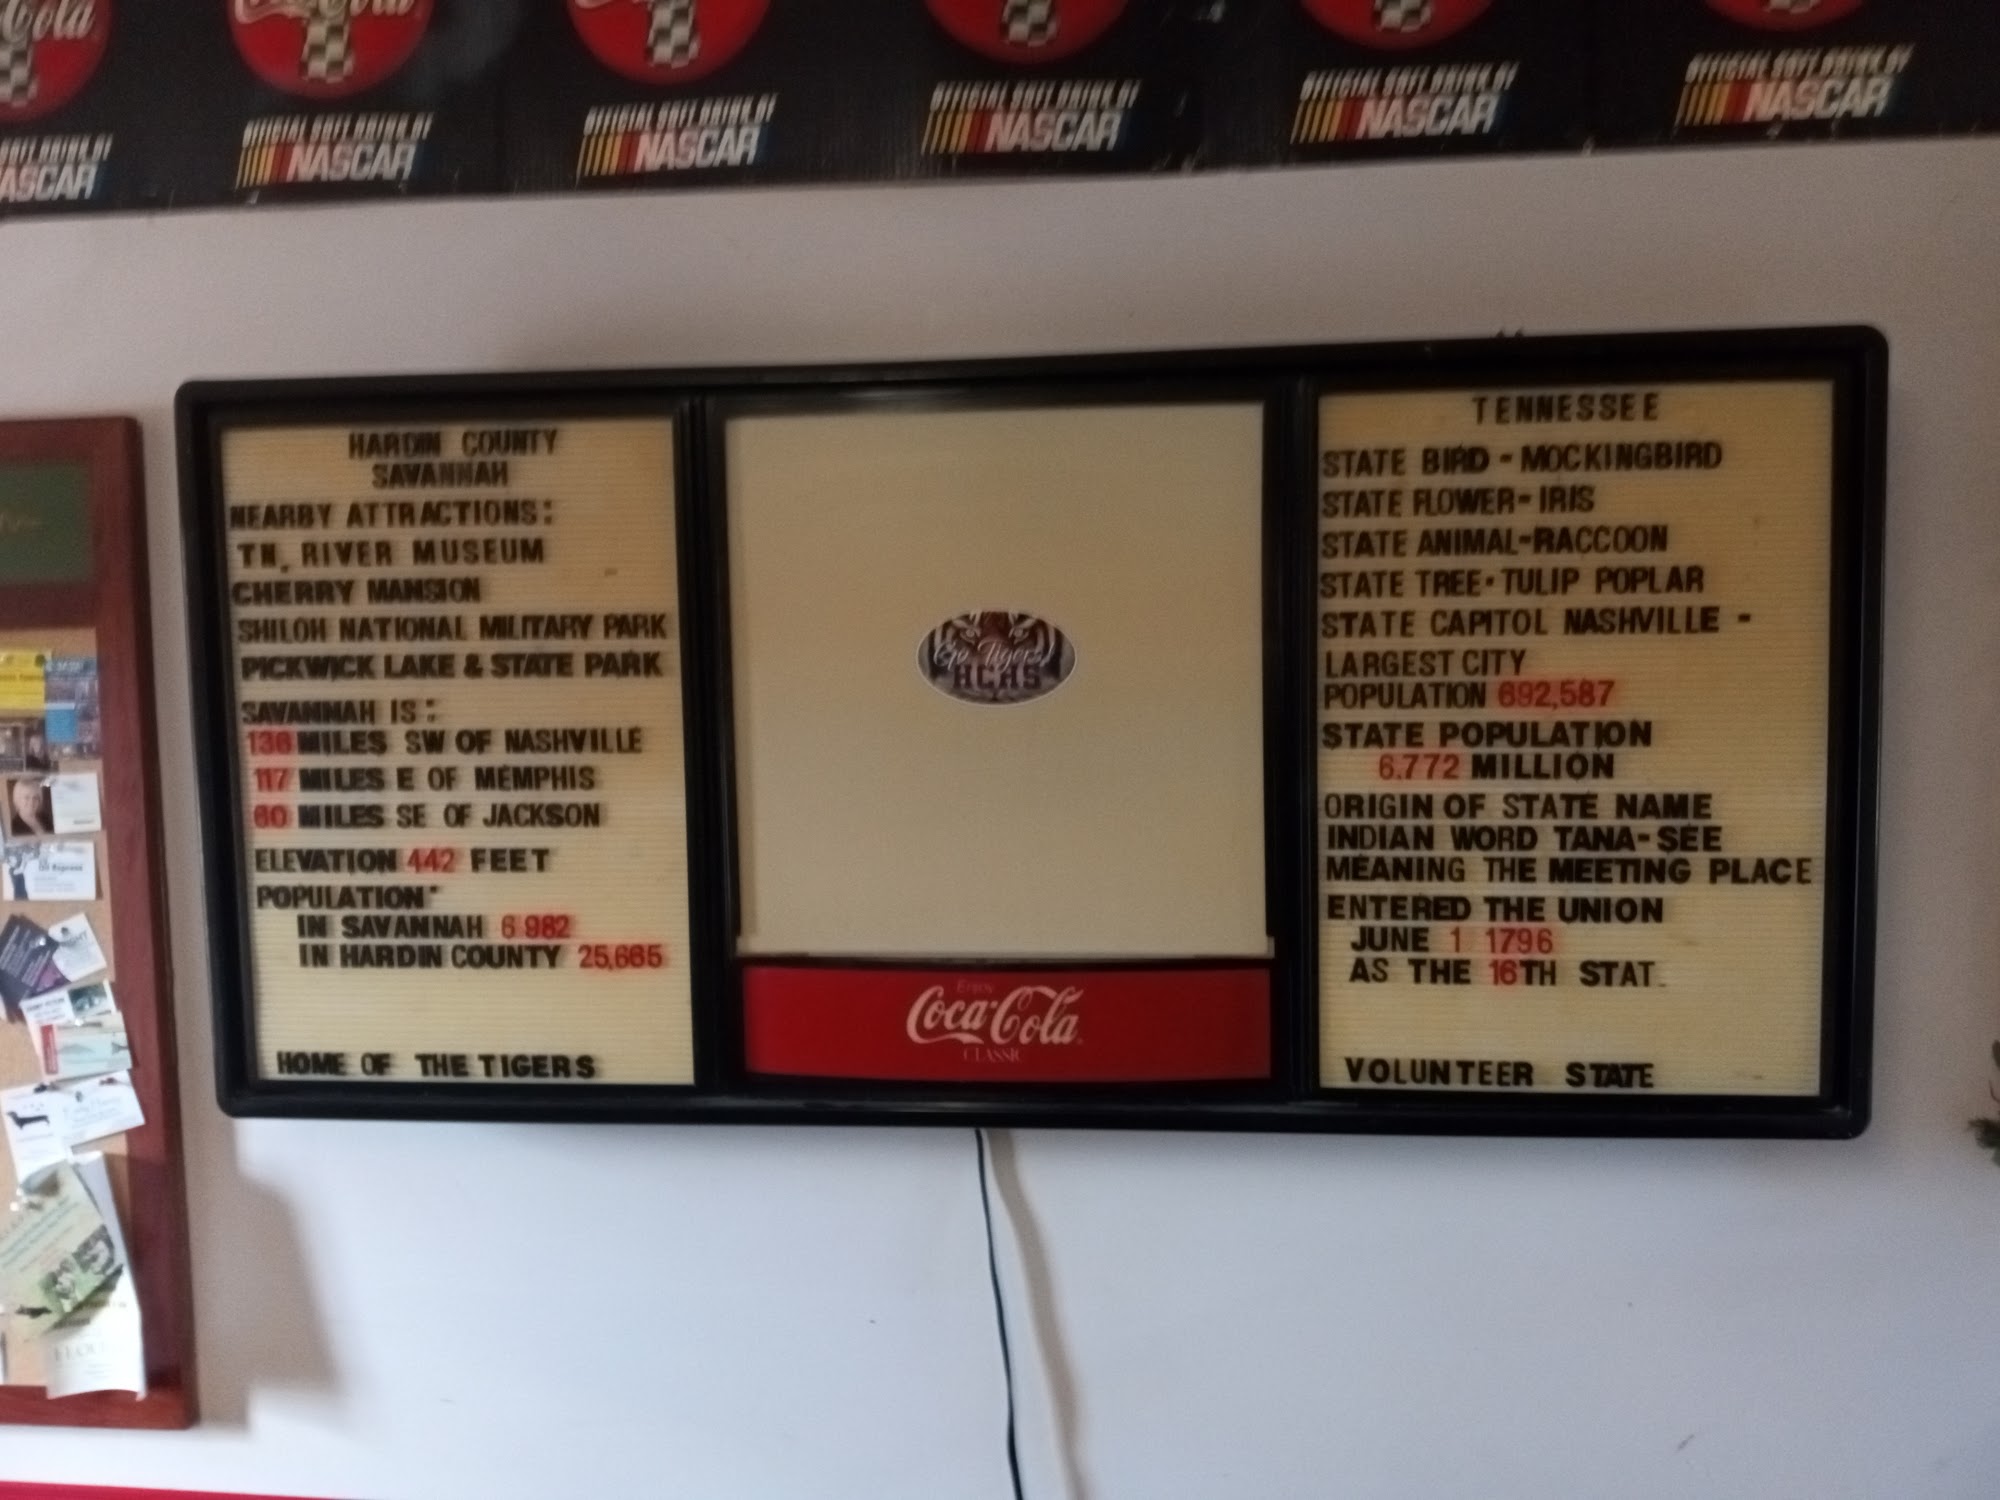 Coca-Cola
OFFICIAL SOFT DRINK OF
NASCAR
OFFICIAL SOFT DRINK OF
NASCAR
OFFICIAL SOFT DRINK OF
NASCAR
OFFICIAL SOFT DRINK OF
NASCAR
OFFICIAL SOFT DRINK OF
NASCAR
HARDIN COUNTY
SAVANNAH
NEARBY ATTRACTIONS:
TN. RIVER MUSEUM
CHERRY MANSION
SHILOH NATIONAL MILITARY PARK
PICKWICK LAKE & STATE PARK
SAVANNAH IS:
MILES SW OF NASHVILLE
117 MILES E OF MEMPHIS
60 MILES SE OF JACKSON
ELEVATION 442 FEET
POPULATION:
IN SAVANNAH 6 982
IN HARDIN COUNTY 25,665
HOME OF THE TIGERS
Go Tigers
HCHS
Enjoy
Coca-Cola
CLASSIC
TENNESSEE
STATE BIRD - MOCKINGBIRD
STATE FLOWER - IRIS
STATE ANIMAL - RACCOON
STATE TREE - TULIP POPLAR
STATE CAPITOL NASHVILLE -
LARGEST CITY
POPULATION 692,587
STATE POPULATION
6.772 MILLION
ORIGIN OF STATE NAME
INDIAN WORD TANA-SEE
MEANING THE MEETING PLACE
ENTERED THE UNION
JUNE 1 1796
AS THE 16TH STAT
VOLUNTEER STATE